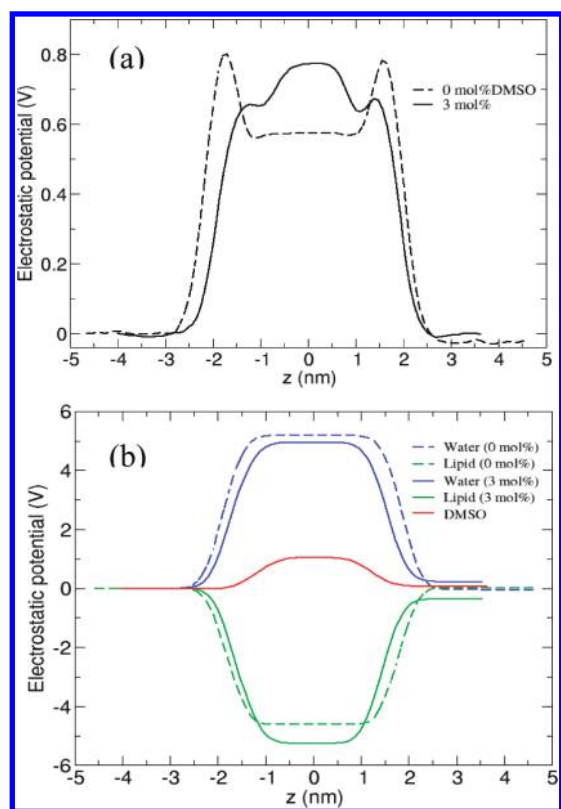 (a)
0 mol%DMSO
3 mol%
Electrostatic potential (V)
0.8
0.6
0.4
0.2
0
-5 -4 -3 -2 -1 0 1 2 3 4 5
z (nm)
(b)
Water (0 mol%)
Lipid (0 mol%)
Water (3 mol%)
Lipid (3 mol%)
DMSO
Electrostatic potential (V)
6
4
2
0
-2
-4
-6
-5 -4 -3 -2 -1 0 1 2 3 4 5
z (nm)